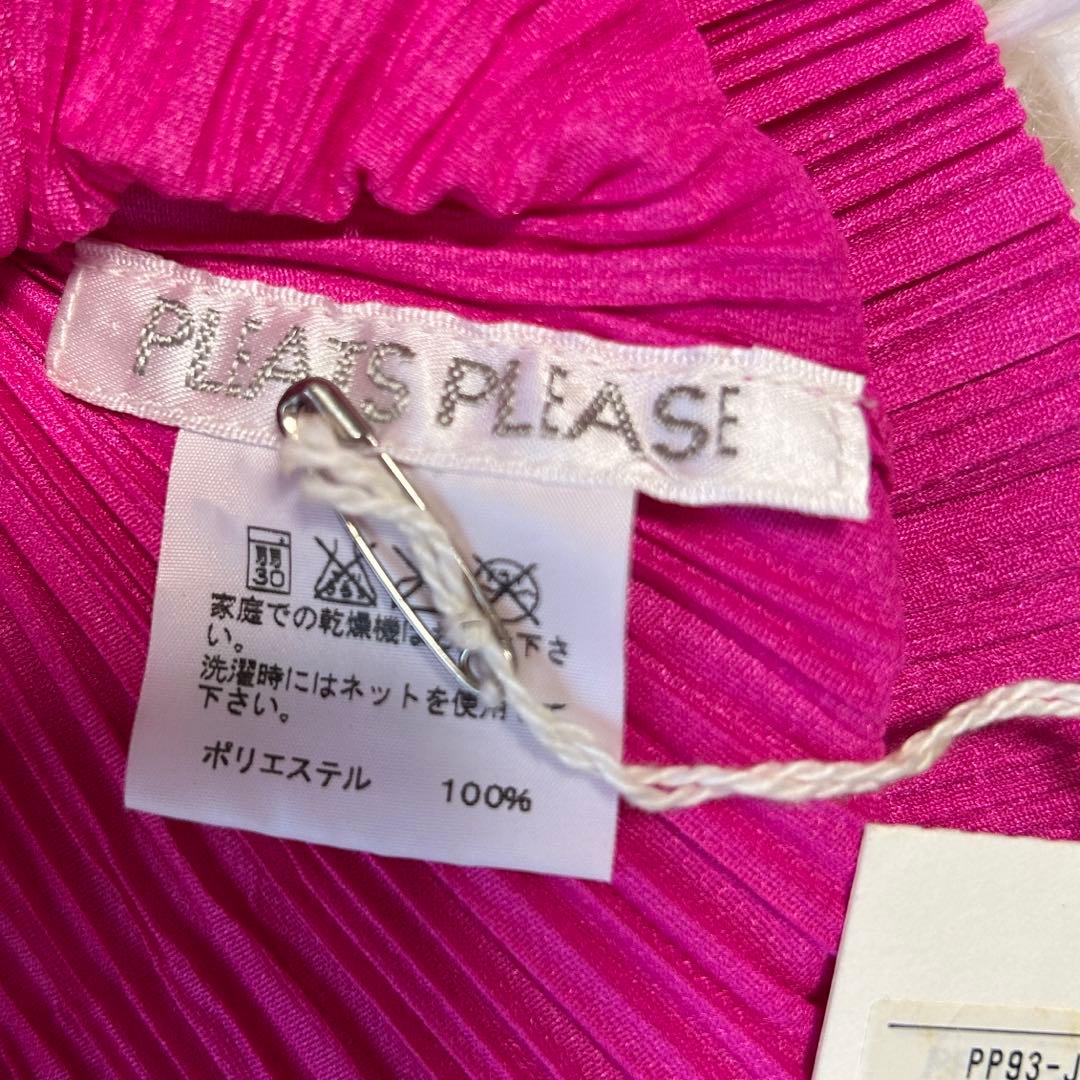 PLEATS PLEASE
弱 30
家庭での乾燥機は 下さ
い。
洗濯時にはネットを使用
下さい。
ポリエステル 100%
PP93-J